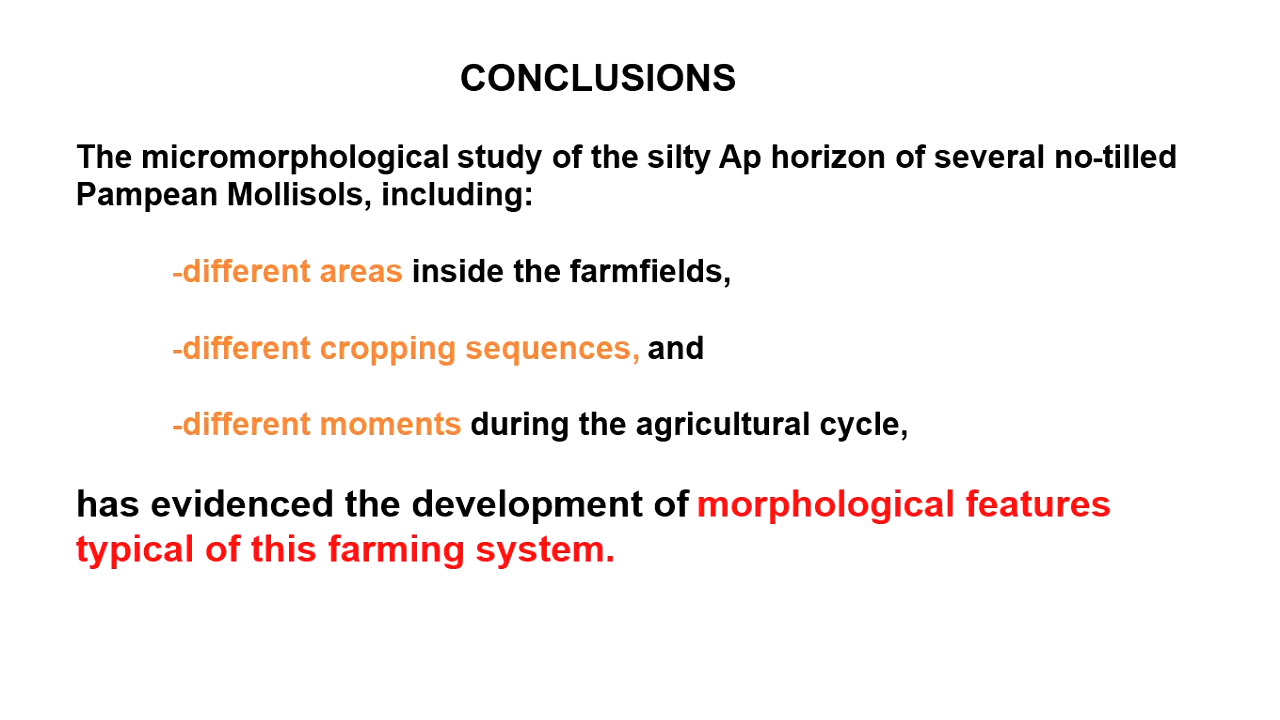 CONCLUSIONS
The micromorphological study of the silty Ap horizon of several no-tilled
Pampean Mollisols, including:
-different areas inside the farmfields,
-different cropping sequences, and
-different moments during the agricultural cycle,
has evidenced the development of morphological features
typical of this farming system.